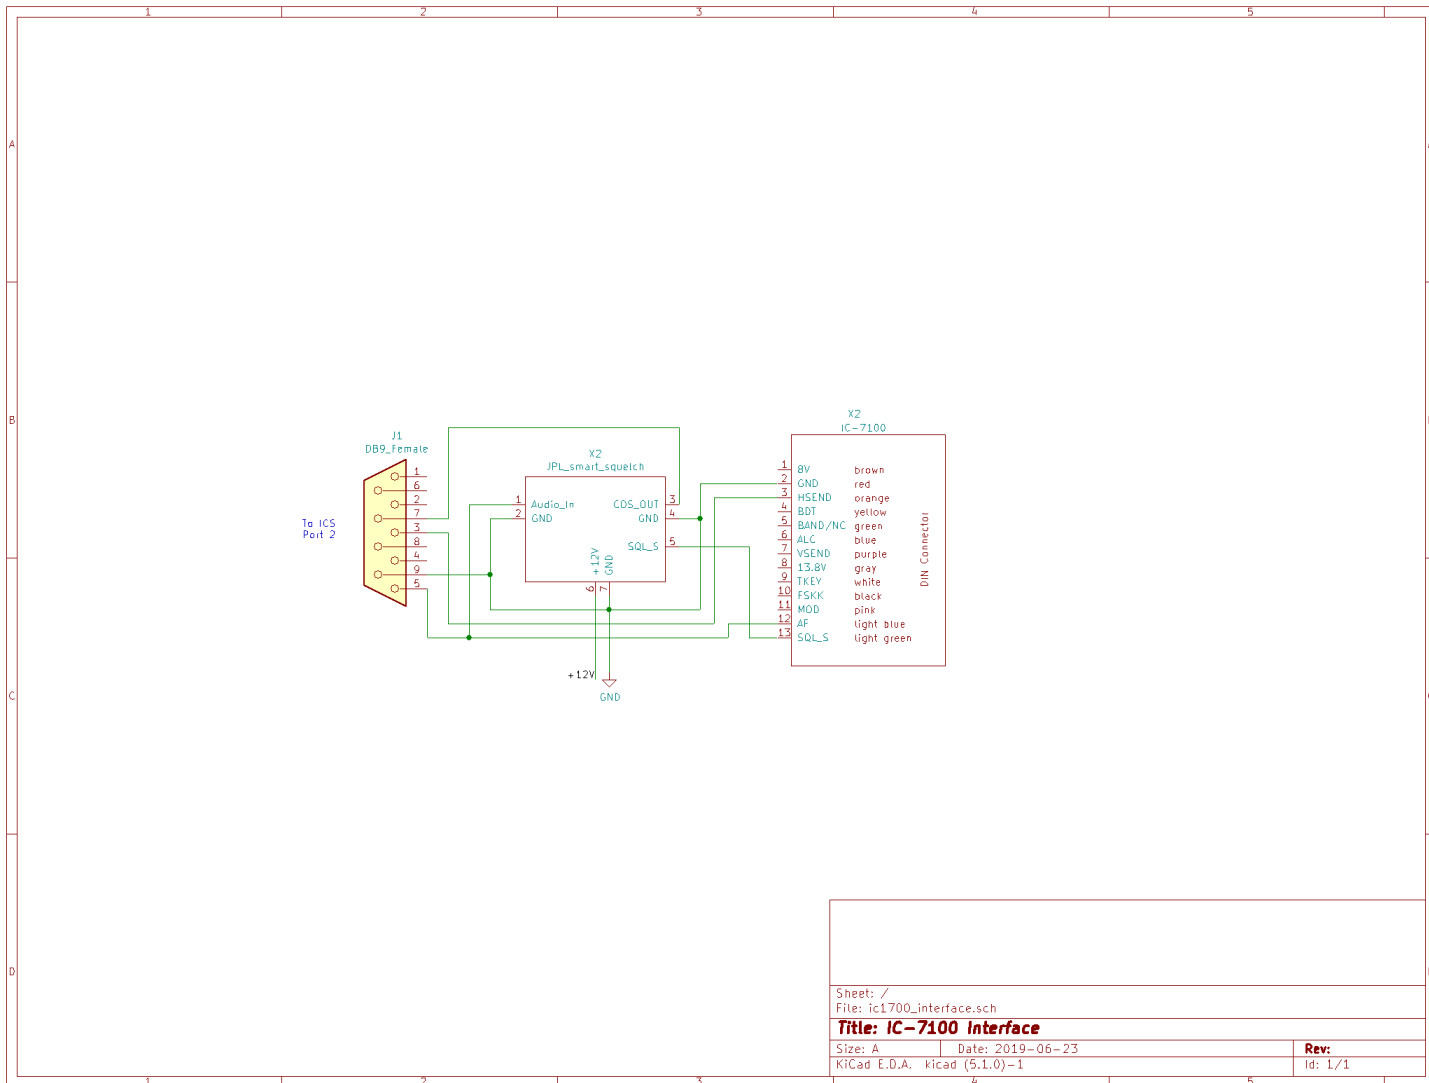 1 2 3 4 5
A
B
C
D
J1
DB9_Female
1
6
2
7
3
8
4
9
5
To ICS
Port 2
X2
JPL_smart_squelch
1 Audio_In COS_OUT 3
2 GND GND 4
SQL_S 5
+12V GND
6 7
+12V
GND
X2
IC-7100
1 8V brown
2 GND red
3 HSEND orange
4 BDT yellow
5 BAND/NC green
6 ALC blue
7 VSEND purple
8 13.8V gray
9 TKEY white
10 FSKK black
11 MOD pink
12 AF light blue
13 SQL_S light green
DIN Connector
Sheet: /
File: ic1700_interface.sch
Title: IC-7100 Interface
Size: A Date: 2019-06-23 Rev:
KiCad E.D.A. kicad (5.1.0)-1 Id: 1/1
2 3 4 5